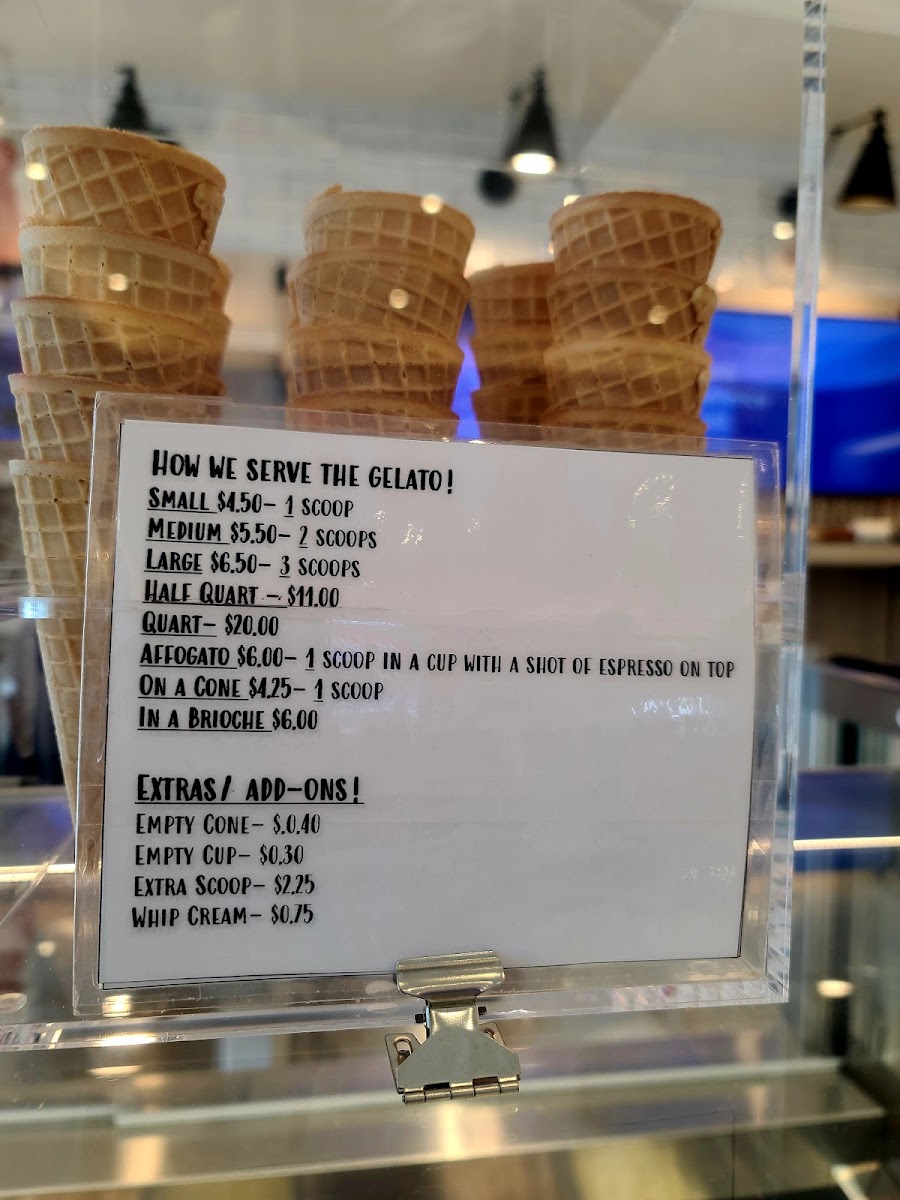 HOW WE SERVE THE GELATO!
SMALL $4.50- 1 SCOOP
MEDIUM $5.50- 2 SCOOPS
LARGE $6.50- 3 SCOOPS
HALF QUART - $11.00
QUART- $20.00
AFFOGATO $6.00- 1 SCOOP IN A CUP WITH A SHOT OF ESPRESSO ON TOP
ON A CONE $4.25- 1 SCOOP
IN A BRIOCHE $6.00
EXTRAS/ ADD-ONS!
EMPTY CONE- $.0.40
EMPTY CUP- $0.30
EXTRA SCOOP- $2.25
WHIP CREAM- $0.75